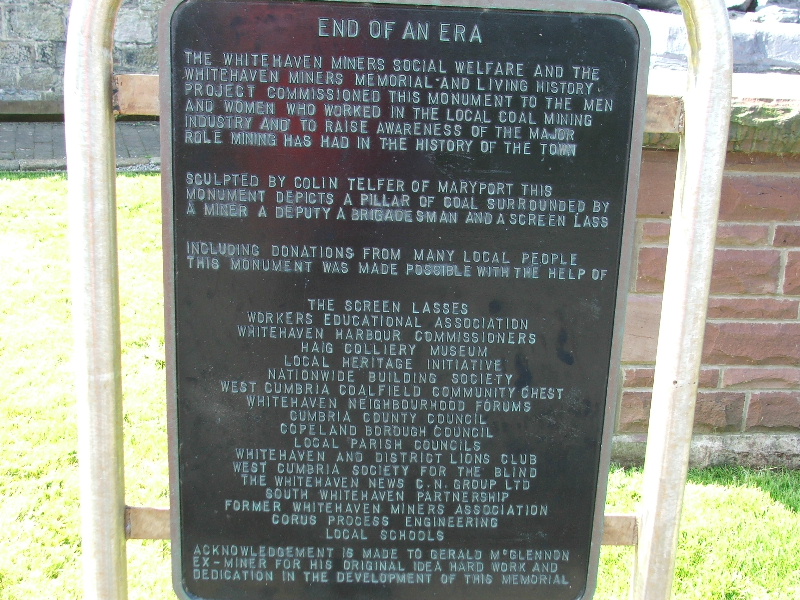 END OF AN ERA
THE WHITEHAVEN MINERS SOCIAL WELFARE AND THE
WHITEHAVEN MINERS MEMORIAL AND LIVING HISTORY
PROJECT COMMISSIONED THIS MONUMENT TO THE MEN
AND WOMEN WHO WORKED IN THE LOCAL COAL MINING
INDUSTRY AND TO RAISE AWARENESS OF THE MAJOR
ROLE MINING HAS HAD IN THE HISTORY OF THE TOWN
SCULPTED BY COLIN TELFER OF MARYPORT THIS
MONUMENT DEPICTS A PILLAR OF COAL SURROUNDED BY
A MINER A DEPUTY A BRIGADESMAN AND A SCREEN LASS
INCLUDING DONATIONS FROM MANY LOCAL PEOPLE
THIS MONUMENT WAS MADE POSSIBLE WITH THE HELP OF
THE SCREEN LASSES
WORKERS EDUCATIONAL ASSOCIATION
WHITEHAVEN HARBOUR COMMISSIONERS
HAIG COLLIERY MUSEUM
LOCAL HERITAGE INITIATIVE
NATIONWIDE BUILDING SOCIETY
WEST CUMBRIA COALFIELD COMMUNITY CHEST
WHITEHAVEN NEIGHBOURHOOD FORUMS
CUMBRIA COUNTY COUNCIL
COPELAND BOROUGH COUNCIL
LOCAL PARISH COUNCILS
WHITEHAVEN AND DISTRICT LIONS CLUB
WEST CUMBRIA SOCIETY FOR THE BLIND
THE WHITEHAVEN NEWS C.N. GROUP LTD
SOUTH WHITEHAVEN PARTNERSHIP
FORMER WHITEHAVEN MINERS ASSOCIATION
CORUS PROCESS ENGINEERING
LOCAL SCHOOLS
ACKNOWLEDGEMENT IS MADE TO GERALD McGLENNON
EX-MINER FOR HIS ORIGINAL IDEA HARD WORK AND
DEDICATION IN THE DEVELOPMENT OF THIS MEMORIAL